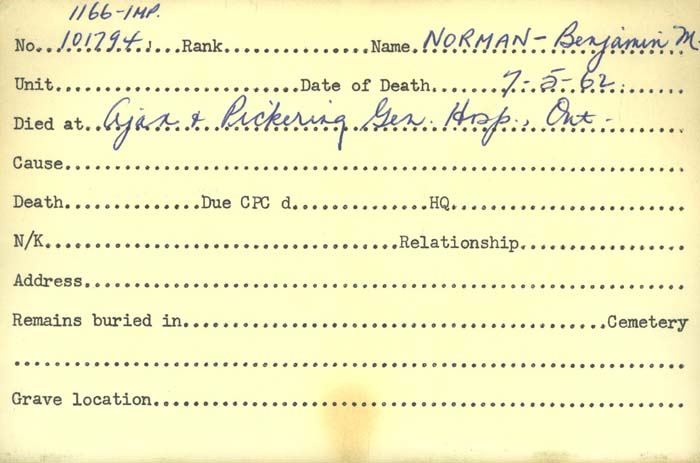 1166-IMP.
No. 101794 Rank Name NORMAN - Benjamin M.
Unit Date of Death 7-5-62
Died at Ajax & Pickering Gen. Hosp., Ont.
Cause
Death Due CPC d HQ
N/K Relationship
Address
Remains buried in Cemetery
Grave location